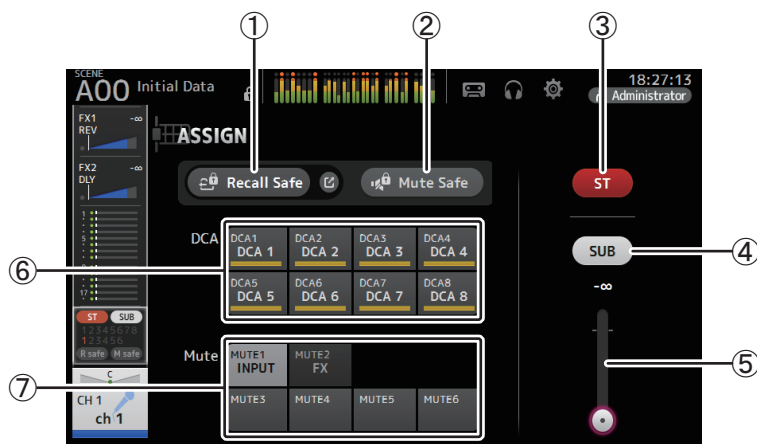 ① ② ③
SCENE
A00 Initial Data
18:27:13
Administrator
FX1 -∞
REV
FX2 -∞
DLY
ASSIGN
Recall Safe
Mute Safe
ST
④
SUB
-∞
⑤
⑥
DCA
DCA1 DCA2 DCA3 DCA4
DCA 1 DCA 2 DCA 3 DCA 4
DCA5 DCA6 DCA7 DCA8
DCA 5 DCA 6 DCA 7 DCA 8
⑦
Mute
MUTE1 MUTE2
INPUT FX
MUTE3 MUTE4 MUTE5 MUTE6
1
5
17
ST SUB
12345678
123456
R safe M safe
C
CH 1
ch 1